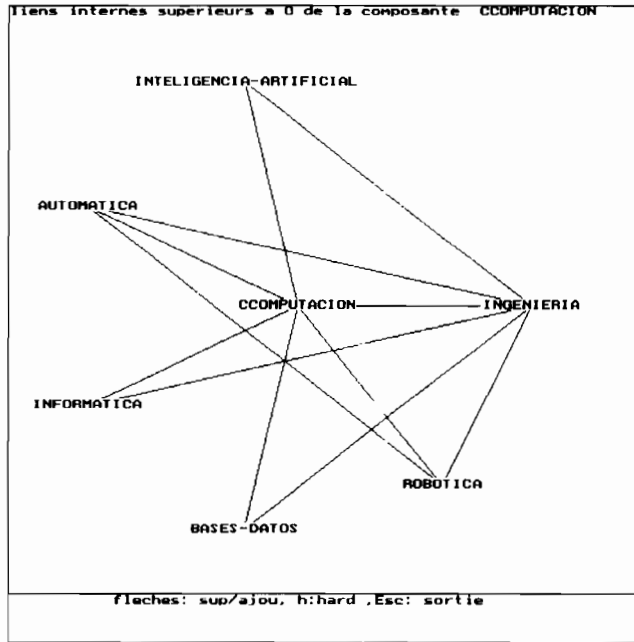 liens internes superieurs a 0 de la composante CCOMPUTACION
INTELIGENCIA-ARTIFICIAL
AUTOMATICA
CCOMPUTACION
INGENIERIA
INFORMATICA
ROBOTICA
BASES-DATOS
fleches: sup/ajou, h:hard ,Esc: sortie